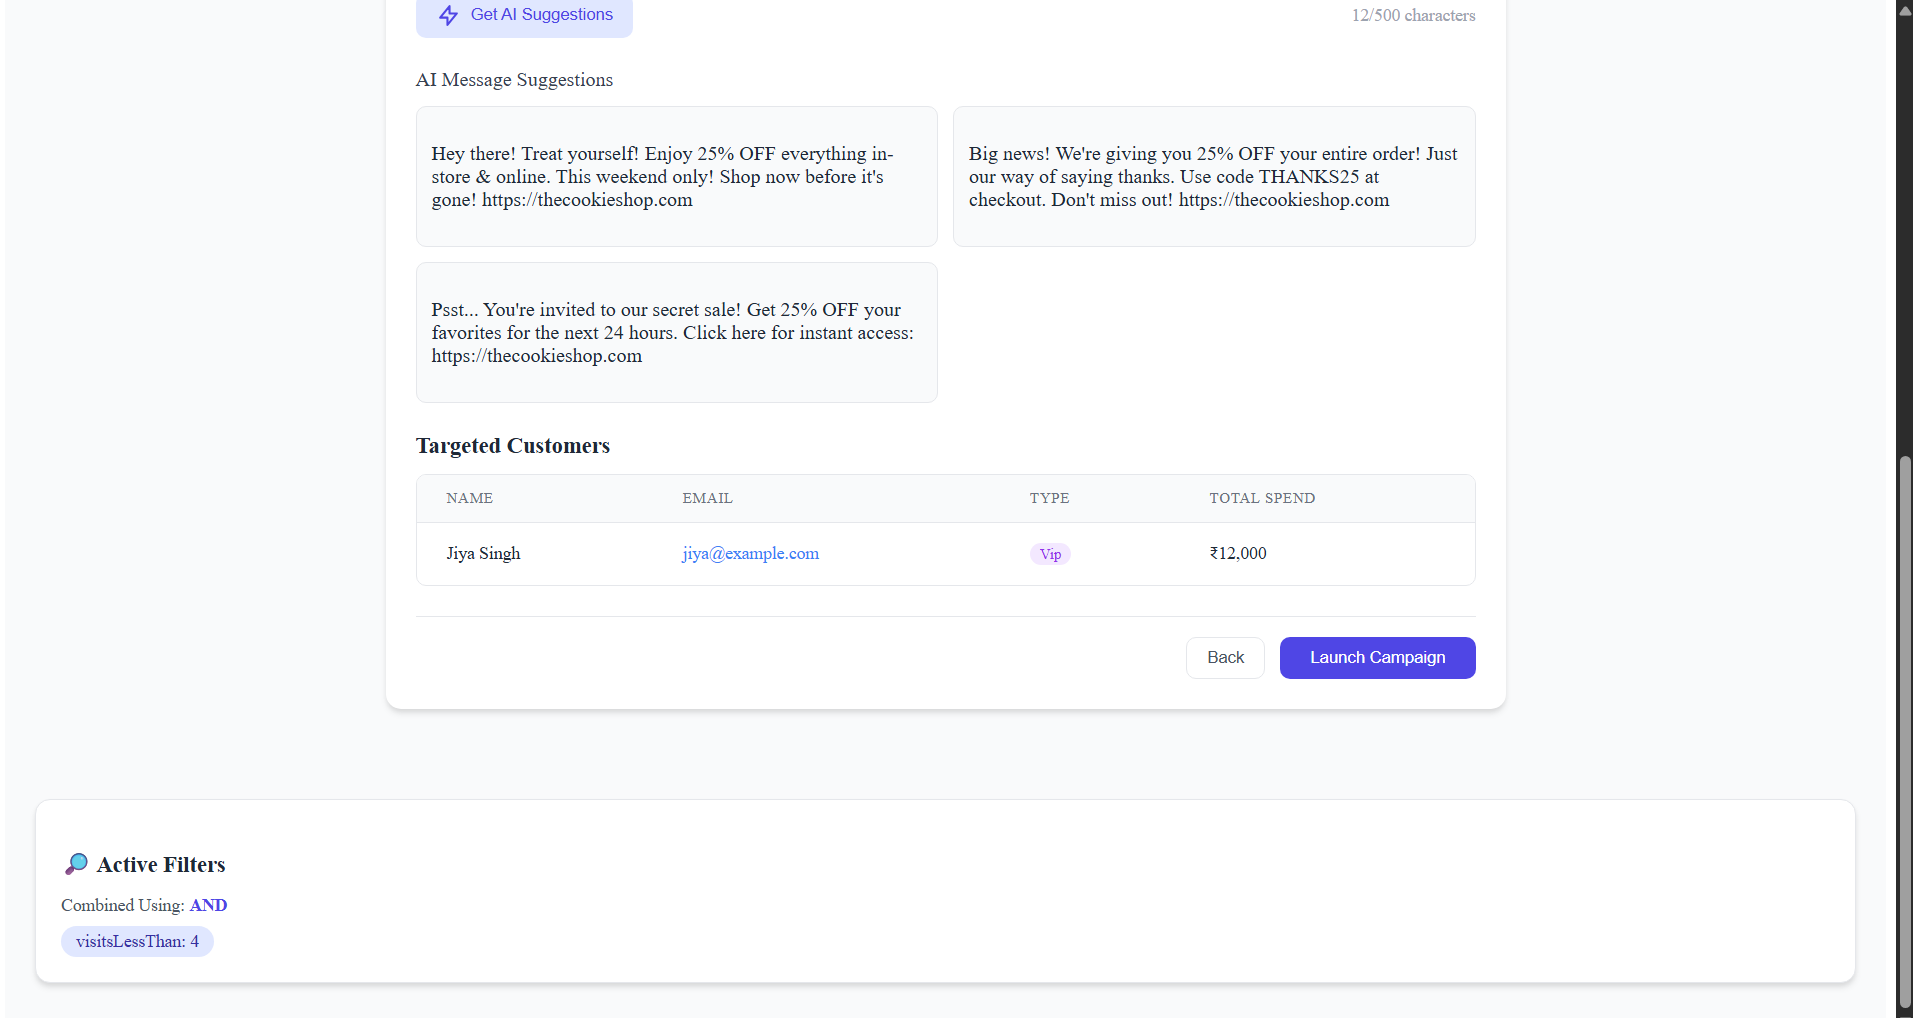 Get AI Suggestions
12/500 characters
AI Message Suggestions
Hey there! Treat yourself! Enjoy 25% OFF everything in-
store & online. This weekend only! Shop now before it's
gone! https://thecookieshop.com
Big news! We're giving you 25% OFF your entire order! Just
our way of saying thanks. Use code THANKS25 at
checkout. Don't miss out! https://thecookieshop.com
Psst... You're invited to our secret sale! Get 25% OFF your
favorites for the next 24 hours. Click here for instant access:
https://thecookieshop.com
Targeted Customers
NAME EMAIL TYPE TOTAL SPEND
Jiya Singh jiya@example.com Vip ₹12,000
Back Launch Campaign
Active Filters
Combined Using: AND
visitsLessThan: 4